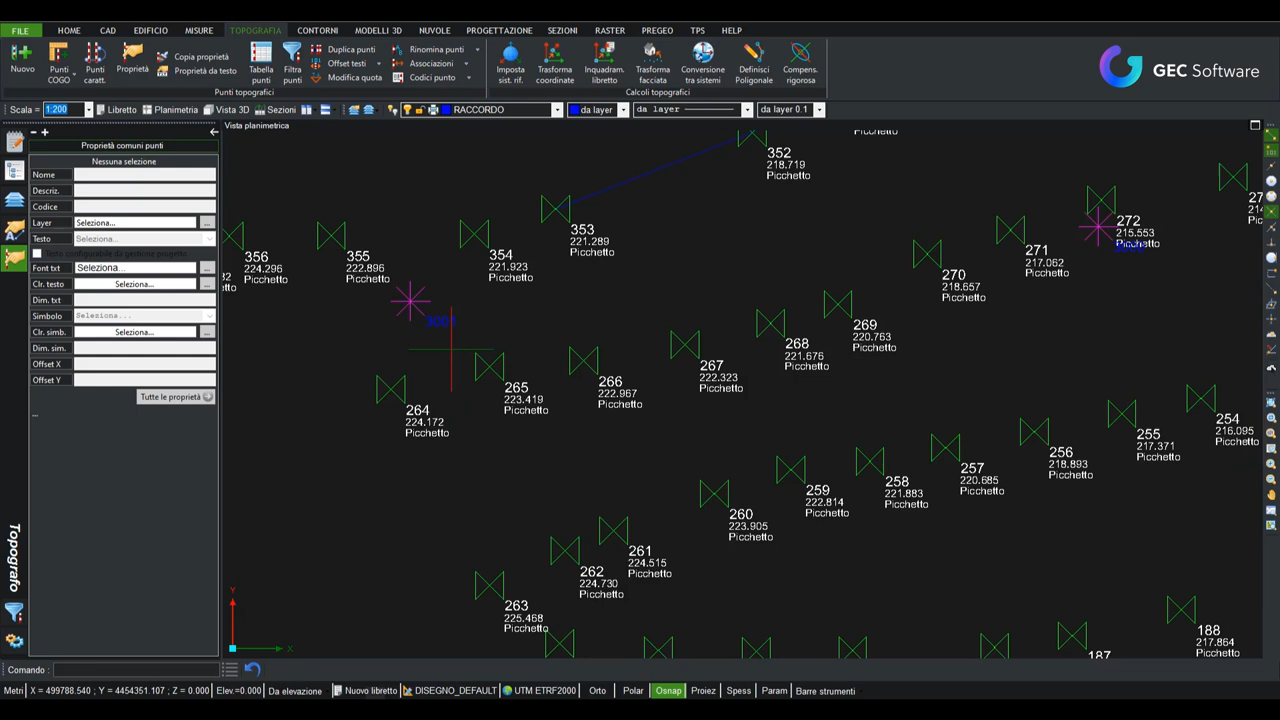 FILE HOME CAD EDIFICIO MISURE TOPOGRAFIA CONTORNI MODELLI 3D NUVOLE PROGETTAZIONE SEZIONI RASTER PREGEO TPS HELP
Nuovo
Punti COGO
Punti caratt.
Proprietà
Copia proprietà
Proprietà da testo
Tabella punti
Filtra punti
Duplica punti
Offset testi
Modifica quota
Rinomina punti
Associazioni
Codici punto
Imposta sist. rif.
Trasforma coordinate
Inquadram. libretto
Trasforma facciata
Conversione tra sistemi
Definisci Poligonale
Compens. rigorosa
Punti topografici
Calcoli topografici
GEC Software
Scala = 1:200 Libretto Planimetria Vista 3D Sezioni RACCORDO da layer da layer da layer 0.1
Vista planimetrica
Proprietà comuni punti
Nessuna selezione
Nome
Descriz.
Codice
Layer Seleziona... ...
Testo Seleziona...
Testo configurabile da gestione progetto
Font txt Seleziona... ...
Clr. testo Seleziona... ...
Dim. txt
Simbolo Seleziona...
Clr. simb. Seleziona... ...
Dim. sim.
Offset X
Offset Y
Tutte le proprietà
...
Topografo
Picchetto
352
218.719
Picchetto
353
221.289
Picchetto
354
221.923
Picchetto
355
222.896
Picchetto
356
224.296
Picchetto
272
215.553
Picchetto
271
217.062
Picchetto
270
218.657
Picchetto
269
220.763
Picchetto
268
221.676
Picchetto
267
222.323
Picchetto
266
222.967
Picchetto
265
223.419
Picchetto
264
224.172
Picchetto
3001
254
216.095
Picchetto
255
217.371
Picchetto
256
218.893
Picchetto
257
220.685
Picchetto
258
221.883
Picchetto
259
222.814
Picchetto
260
223.905
Picchetto
261
224.515
Picchetto
262
224.730
Picchetto
263
225.468
Picchetto
188
217.864
Picchetto
187
Y
X
Comando :
Metri X = 499788.540 ; Y = 4454351.107 ; Z = 0.000 Elev=0.000 Da elevazione Nuovo libretto DISEGNO_DEFAULT UTM ETRF2000 Orto Polar Osnap Proiez Spess Param Barre strumenti